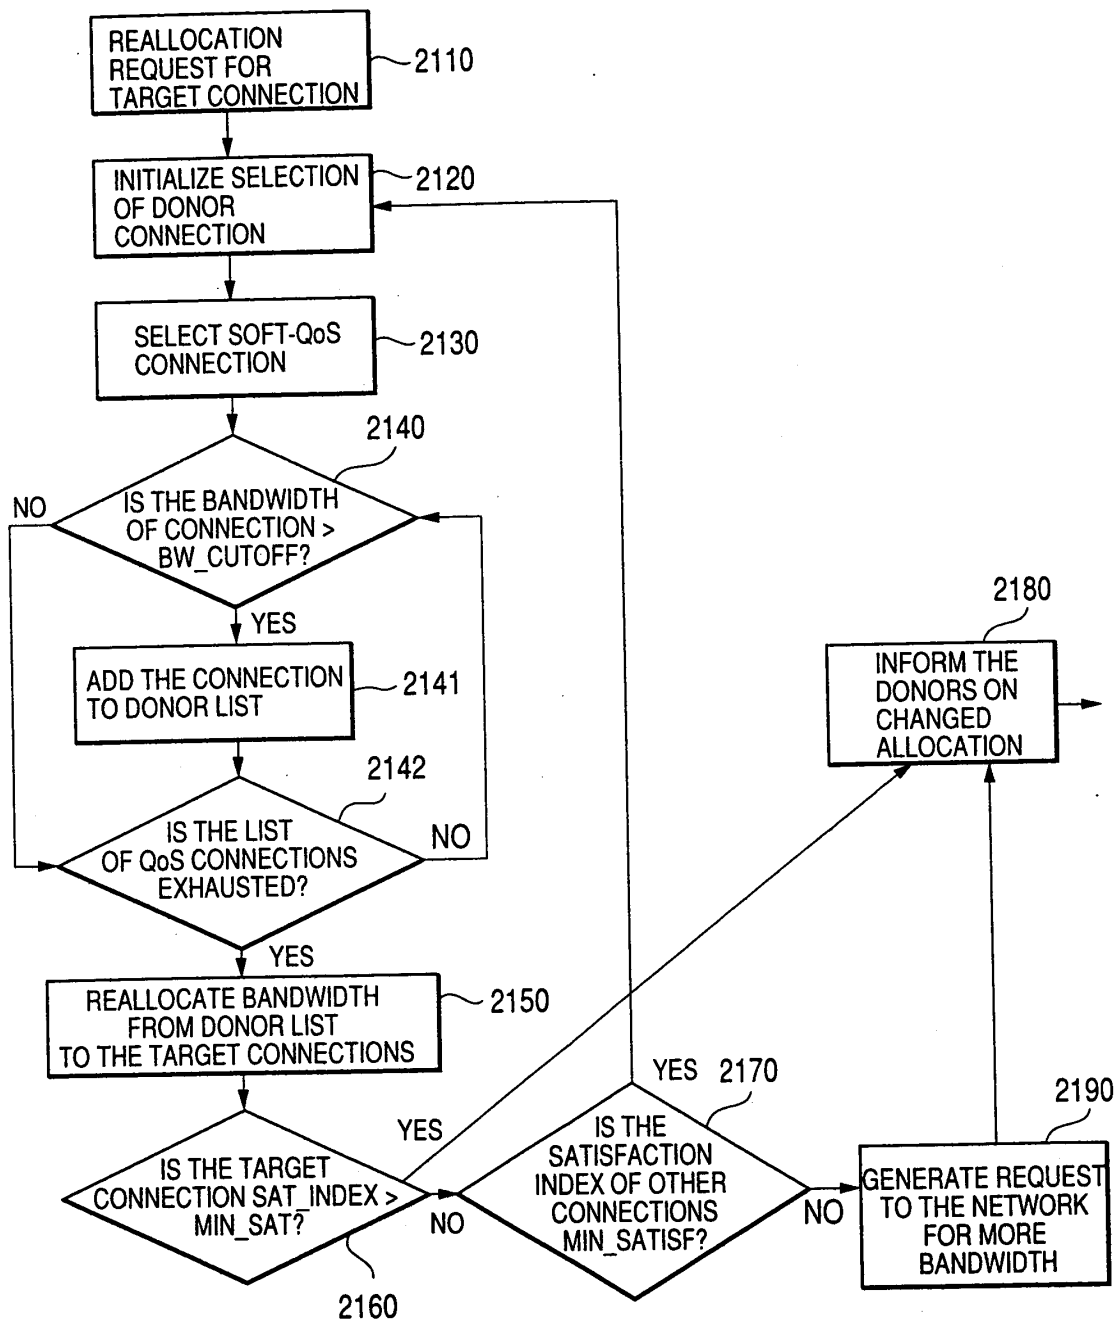 REALLOCATION
REQUEST FOR
TARGET CONNECTION
2110
INITIALIZE SELECTION
OF DONOR
CONNECTION
2120
SELECT SOFT-QoS
CONNECTION
2130
2140
NO
IS THE BANDWIDTH
OF CONNECTION >
BW_CUTOFF?
YES
ADD THE CONNECTION
TO DONOR LIST
2141
2142
IS THE LIST
OF QoS CONNECTIONS
EXHAUSTED?
NO
YES
REALLOCATE BANDWIDTH
FROM DONOR LIST
TO THE TARGET CONNECTIONS
2150
IS THE TARGET
CONNECTION SAT_INDEX >
MIN_SAT?
YES
NO
2160
YES
2170
IS THE
SATISFACTION
INDEX OF OTHER
CONNECTIONS
MIN_SATISF?
NO
2180
INFORM THE
DONORS ON
CHANGED
ALLOCATION
2190
GENERATE REQUEST
TO THE NETWORK
FOR MORE
BANDWIDTH